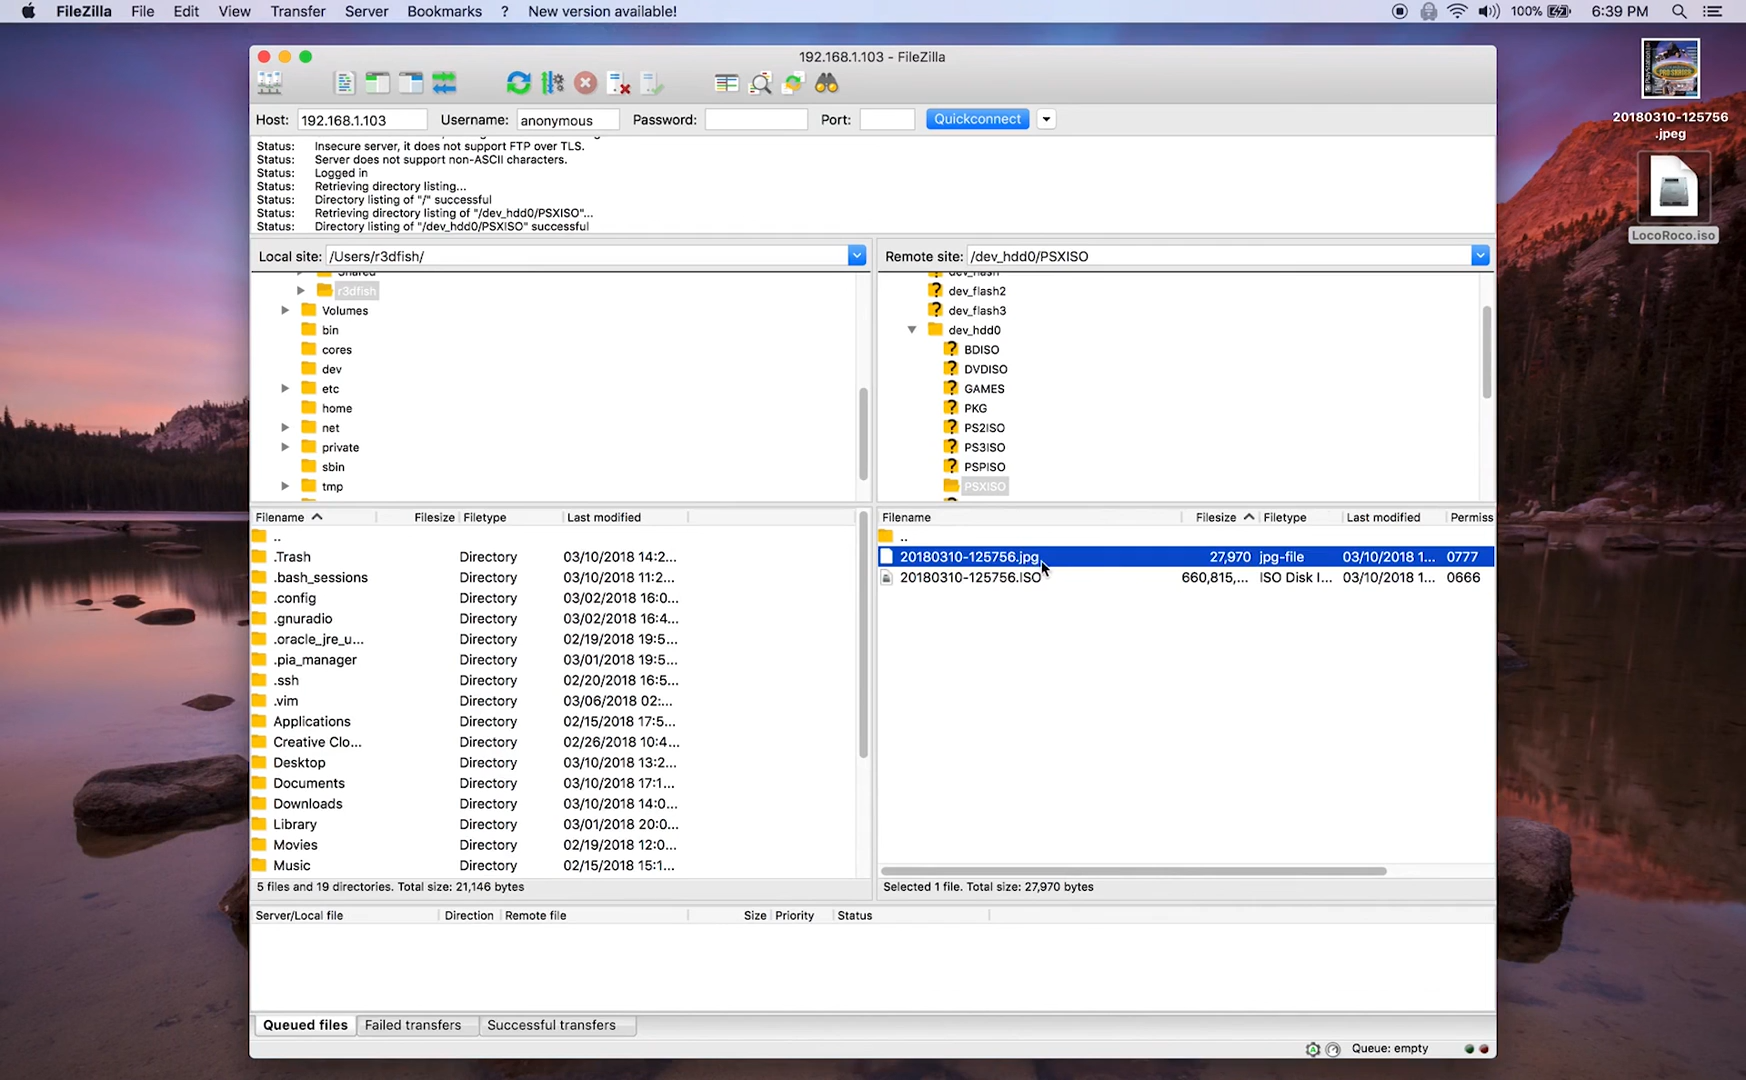 FileZilla File Edit View Transfer Server Bookmarks ? New version available! 100% 6:39 PM
192.168.1.103 - FileZilla
Host: 192.168.1.103 Username: anonymous Password: Port: Quickconnect
Status: Insecure server, it does not support FTP over TLS.
Status: Server does not support non-ASCII characters.
Status: Logged in
Status: Retrieving directory listing...
Status: Directory listing of "/" successful
Status: Retrieving directory listing of "/dev_hdd0/PSXISO"...
Status: Directory listing of "/dev_hdd0/PSXISO" successful
20180310-125756
.jpeg
LocoRoco.iso
Local site: /Users/r3dfish/
Shared
r3dfish
Volumes
bin
cores
dev
etc
home
net
private
sbin
tmp
Remote site: /dev_hdd0/PSXISO
dev_flash
dev_flash2
dev_flash3
dev_hdd0
BDISO
DVDISO
GAMES
PKG
PS2ISO
PS3ISO
PSPISO
PSXISO
Filename Filesize Filetype Last modified
..
.Trash Directory 03/10/2018 14:2...
.bash_sessions Directory 03/10/2018 11:2...
.config Directory 03/02/2018 16:0...
.gnuradio Directory 03/02/2018 16:4...
.oracle_jre_u... Directory 02/19/2018 19:5...
.pia_manager Directory 03/01/2018 19:5...
.ssh Directory 02/20/2018 16:5...
.vim Directory 03/06/2018 02:...
Applications Directory 02/15/2018 17:5...
Creative Clo... Directory 02/26/2018 10:4...
Desktop Directory 03/10/2018 13:2...
Documents Directory 03/10/2018 17:1...
Downloads Directory 03/10/2018 14:0...
Library Directory 03/01/2018 20:0...
Movies Directory 02/19/2018 12:0...
Music Directory 02/15/2018 15:1...
5 files and 19 directories. Total size: 21,146 bytes
Filename Filesize Filetype Last modified Permiss
..
20180310-125756.jpg 27,970 jpg-file 03/10/2018 1... 0777
20180310-125756.ISO 660,815,... ISO Disk I... 03/10/2018 1... 0666
Selected 1 file. Total size: 27,970 bytes
Server/Local file Direction Remote file Size Priority Status
Queued files Failed transfers Successful transfers
Queue: empty